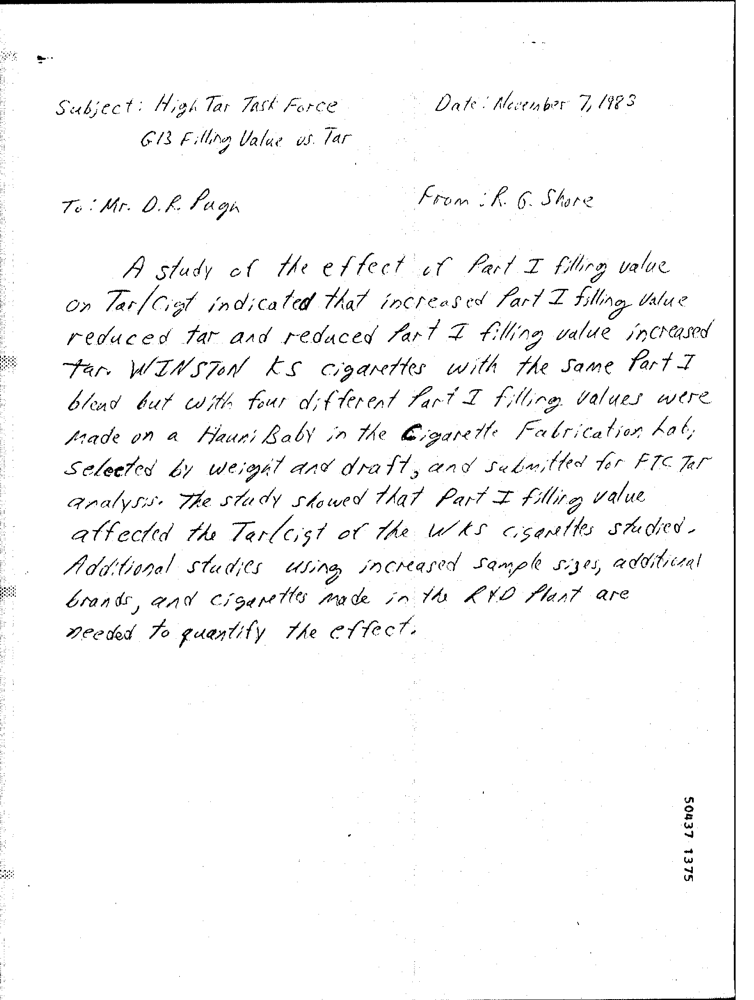 Subject: High Tar Task Force Date: November 7, 1983
G13 Filling Value vs. Tar
To: Mr. D.R. Pugh From: R. G. Shore
A study of the effect of Part I filling value
on Tar/Cigt indicated that increased Part I filling value
reduced tar and reduced Part I filling value increased
tar. WINSTON KS cigarettes with the same Part I
blend but with four different Part I filling values were
made on a Hauni Baby in the Cigarette Fabrication Lab,
selected by weight and draft, and submitted for FTC Tar
analysis. The study showed that Part I filling value
affected the Tar/cigt of the WKS cigarettes studied.
Additional studies using increased sample sizes, additional
brands, and cigarettes made in the R&D Plant are
needed to quantify the effect.
50437 1375